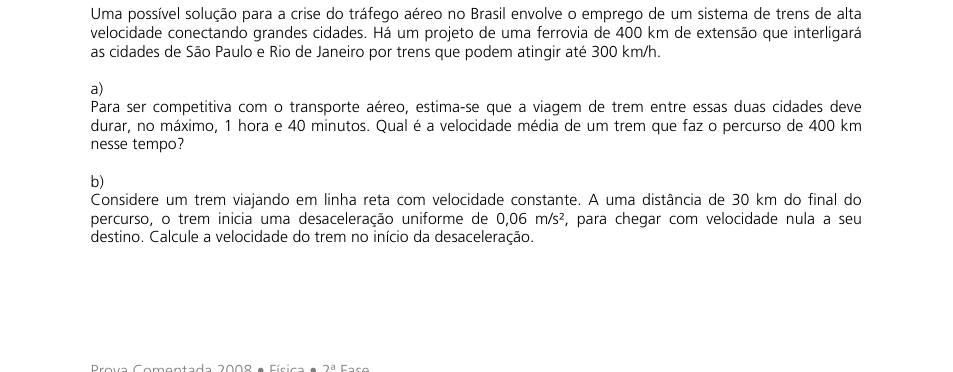 Uma possível solução para a crise do tráfego aéreo no Brasil envolve o emprego de um sistema de trens de alta
velocidade conectando grandes cidades. Há um projeto de uma ferrovia de 400 km de extensão que interligará
as cidades de São Paulo e Rio de Janeiro por trens que podem atingir até 300 km/h.
a)
Para ser competitiva com o transporte aéreo, estima-se que a viagem de trem entre essas duas cidades deve
durar, no máximo, 1 hora e 40 minutos. Qual é a velocidade média de um trem que faz o percurso de 400 km
nesse tempo?
b)
Considere um trem viajando em linha reta com velocidade constante. A uma distância de 30 km do final do
percurso, o trem inicia uma desaceleração uniforme de 0,06 m/s², para chegar com velocidade nula a seu
destino. Calcule a velocidade do trem no início da desaceleração.
Prova Comentada 2008 • Física • 2ª Fase